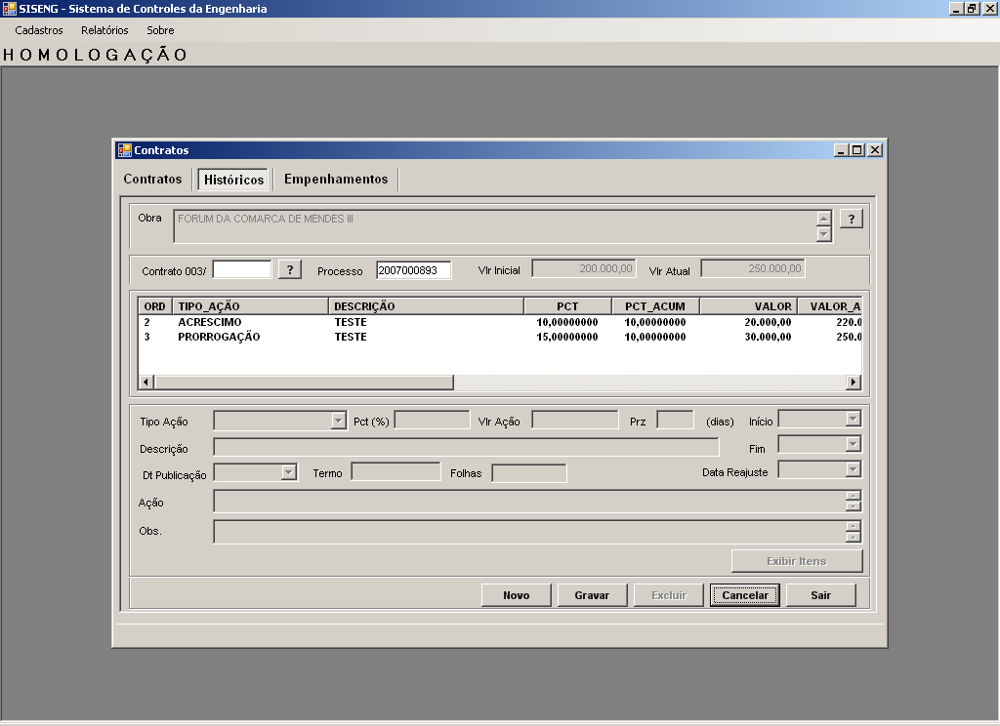 SISENG - Sistema de Controles da Engenharia
Cadastros Relatórios Sobre
HOMOLOGAÇÃO
Contratos
Contratos Históricos Empenhamentos
Obra FORUM DA COMARCA DE MENDES III ?
Contrato 003/ ? Processo 2007000893 Vlr Inicial 200.000,00 Vlr Atual 250.000,00
ORD TIPO_AÇÃO DESCRIÇÃO PCT PCT_ACUM VALOR VALOR_A
2 ACRESCIMO TESTE 10,00000000 10,00000000 20.000,00 220.0
3 PRORROGAÇÃO TESTE 15,00000000 10,00000000 30.000,00 250.0
Tipo Ação Pct (%) Vlr Ação Prz (dias) Início
Descrição Fim
Dt Publicação Termo Folhas Data Reajuste
Ação
Obs.
Exibir Itens
Novo Gravar Excluir Cancelar Sair